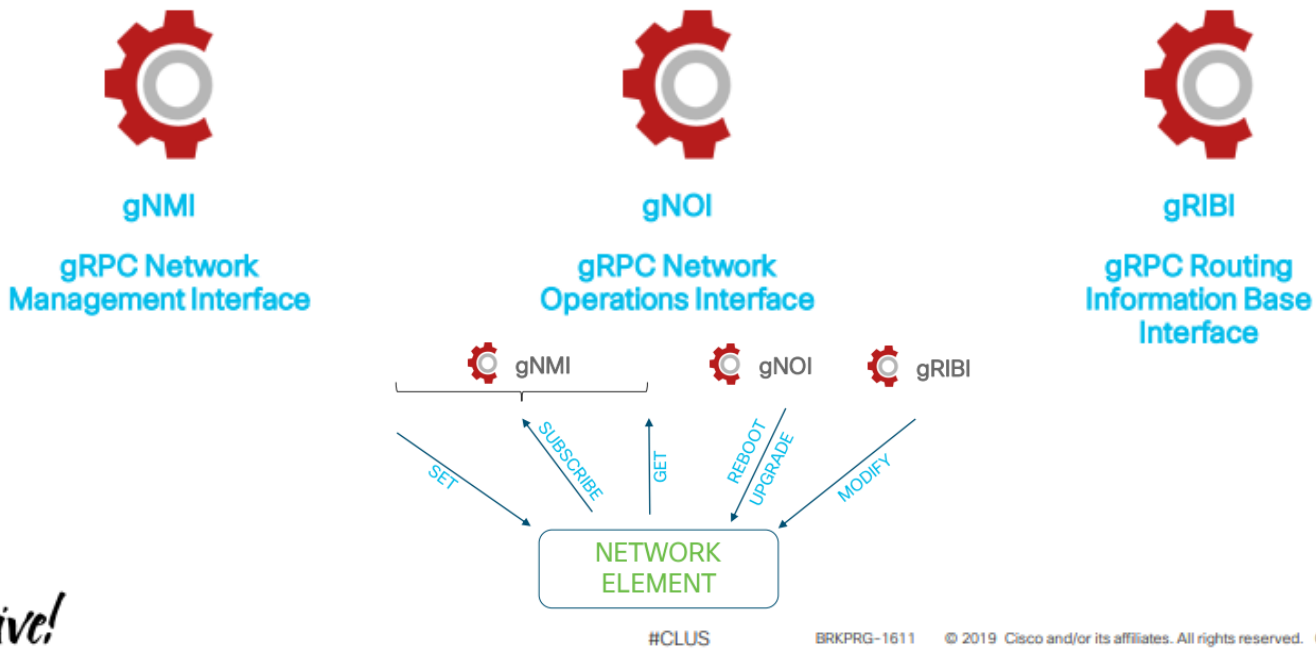 gNMI
gRPC Network
Management Interface
gNOI
gRPC Network
Operations Interface
gRIBI
gRPC Routing
Information Base
Interface
gNMI
gNOI
gRIBI
SET
SUBSCRIBE
GET
REBOOT
UPGRADE
MODIFY
NETWORK
ELEMENT
#CLUS
BRKPRG-1611
© 2019 Cisco and/or its affiliates. All rights reserved.